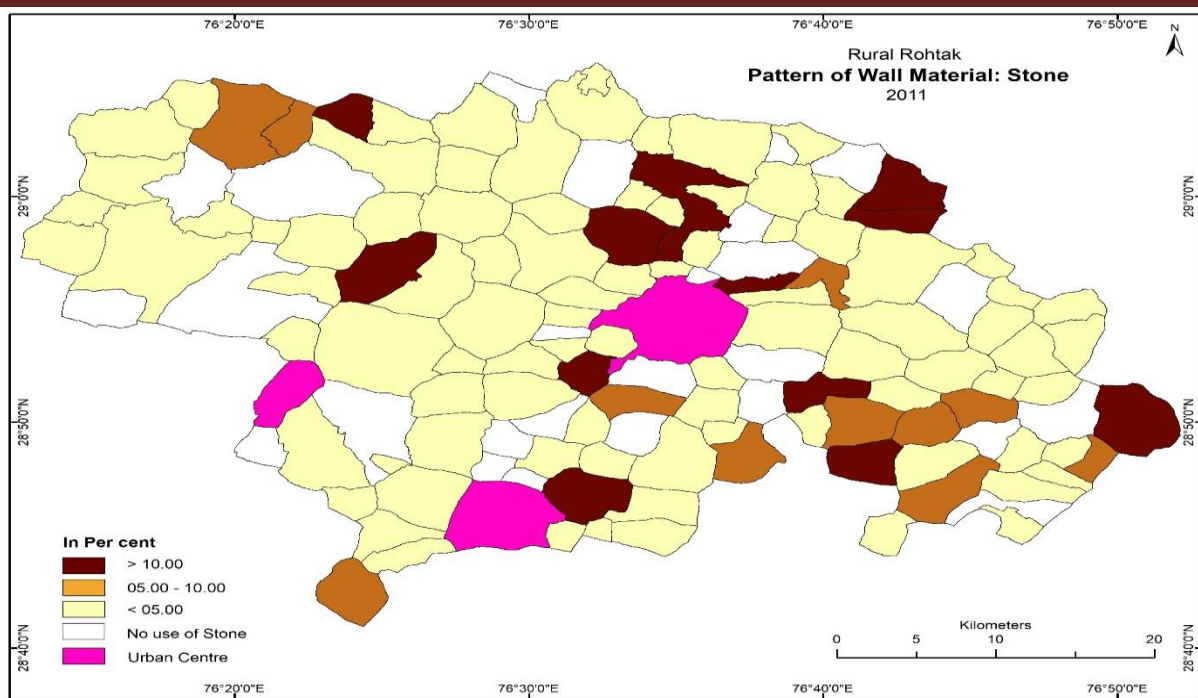 76°20'0"E 76°30'0"E 76°40'0"E 76°50'0"E
N
Rural Rohtak
Pattern of Wall Material: Stone
2011
29°0'0"N 29°0'0"N
28°50'0"N 28°50'0"N
In Per cent
> 10.00
05.00 - 10.00
< 05.00
No use of Stone
Urban Centre
Kilometers
0 5 10 20
28°40'0"N 28°40'0"N
76°20'0"E 76°30'0"E 76°40'0"E 76°50'0"E